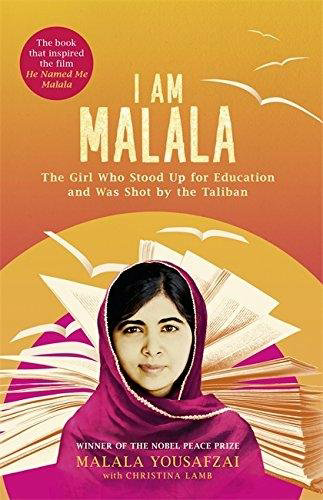 The book
that inspired
the film
He Named Me
Malala
I AM
MALALA
The Girl Who Stood Up for Education
and Was Shot by the Taliban
WINNER OF THE NOBEL PEACE PRIZE
MALALA YOUSAFZAI
with CHRISTINA LAMB